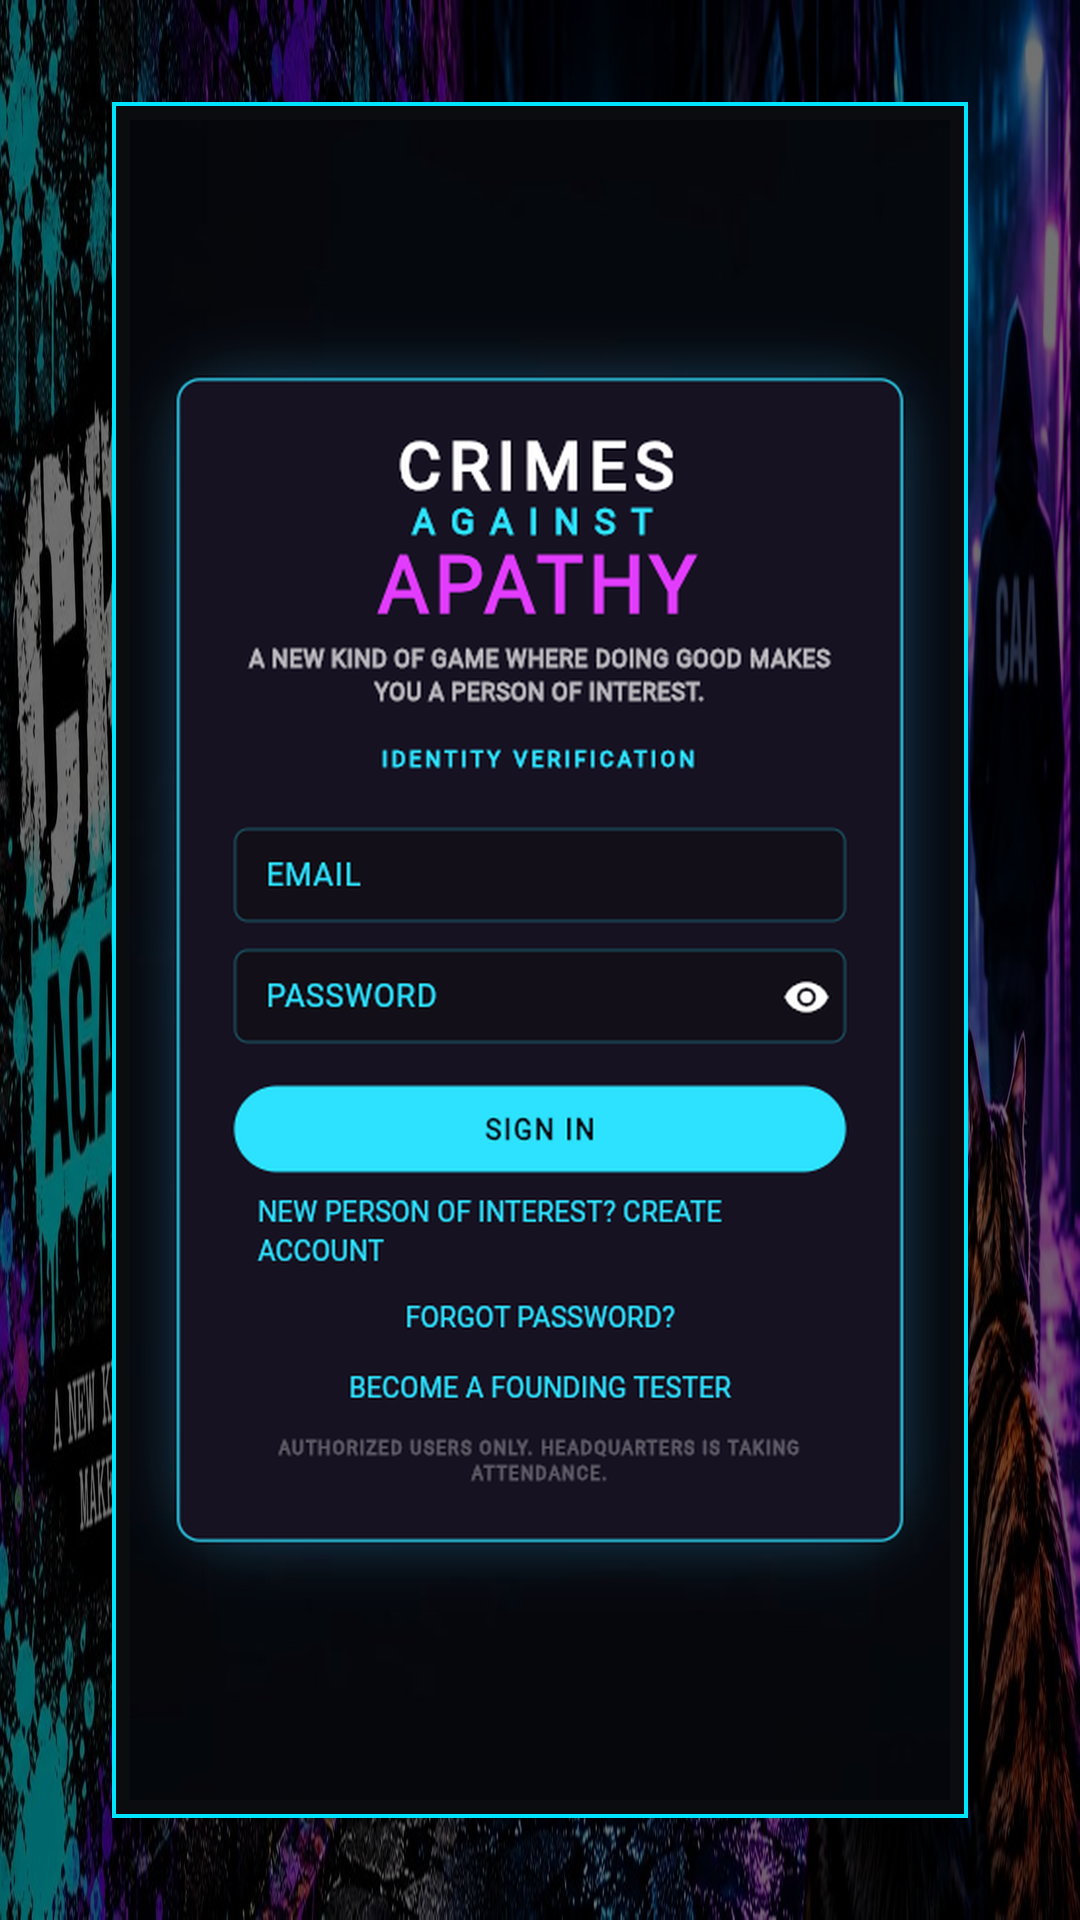 CRIMES
AGAINST
APATHY
A NEW KIND OF GAME WHERE DOING GOOD MAKES
YOU A PERSON OF INTEREST.
IDENTITY VERIFICATION
EMAIL
PASSWORD
SIGN IN
NEW PERSON OF INTEREST? CREATE
ACCOUNT
FORGOT PASSWORD?
BECOME A FOUNDING TESTER
AUTHORIZED USERS ONLY. HEADQUARTERS IS TAKING
ATTENDANCE.
CAA
A NEW